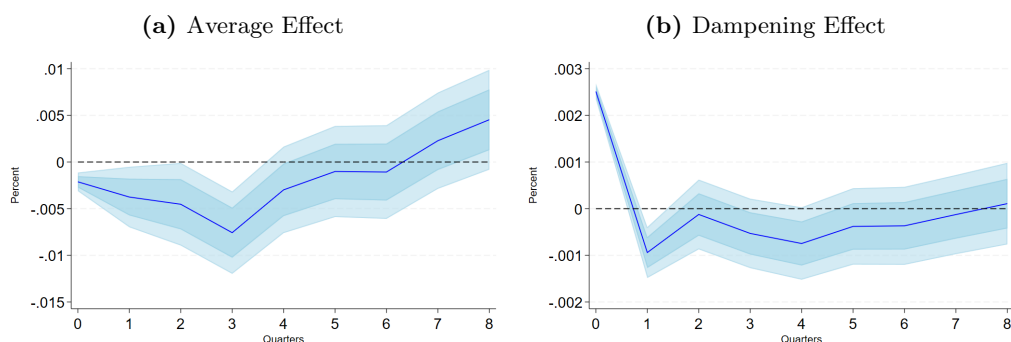 (a) Average Effect
(b) Dampening Effect
.01
.005
0
-.005
-.01
-.015
Percent
0 1 2 3 4 5 6 7 8
Quarters
.003
.002
.001
0
-.001
-.002
Percent
0 1 2 3 4 5 6 7 8
Quarters